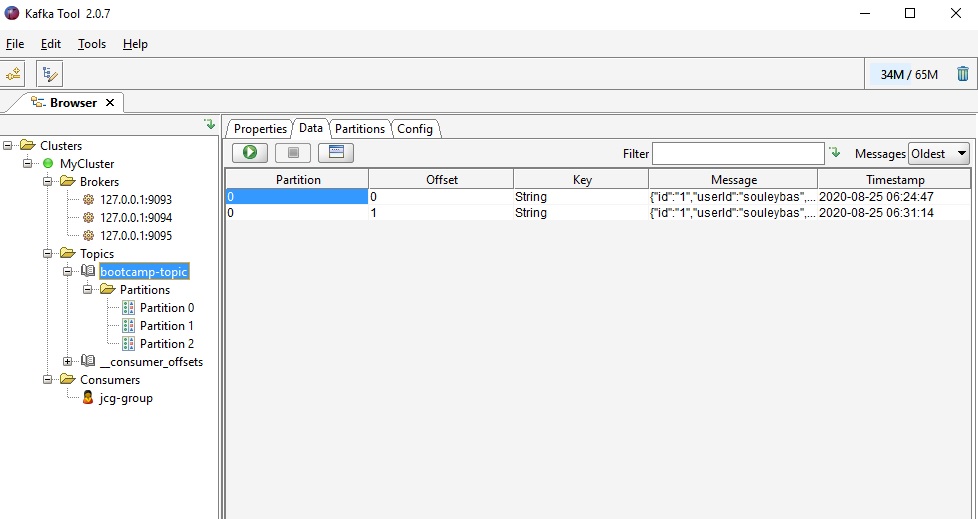 Kafka Tool 2.0.7
File Edit Tools Help
34M / 65M
Browser
Properties Data Partitions Config
Filter Messages Oldest
Partition Offset Key Message Timestamp
0 0 String {"id":"1","userId":"souleybas",... 2020-08-25 06:24:47
0 1 String {"id":"1","userId":"souleybas",... 2020-08-25 06:31:14
Clusters
MyCluster
Brokers
127.0.0.1:9093
127.0.0.1:9094
127.0.0.1:9095
Topics
bootcamp-topic
Partitions
Partition 0
Partition 1
Partition 2
__consumer_offsets
Consumers
jcg-group